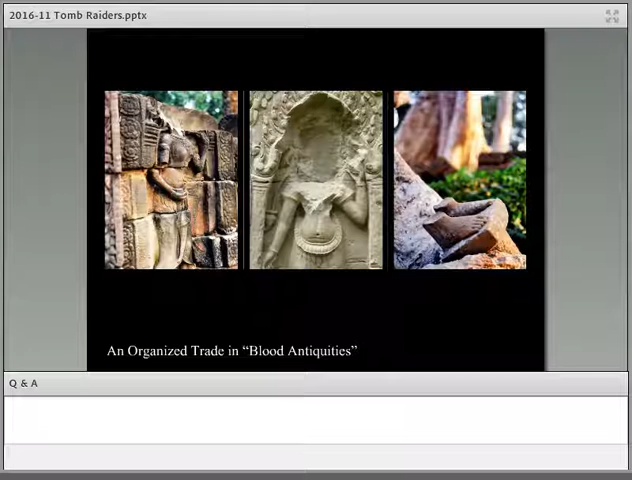 2016-11 Tomb Raiders.pptx
An Organized Trade in “Blood Antiquities”
Q & A